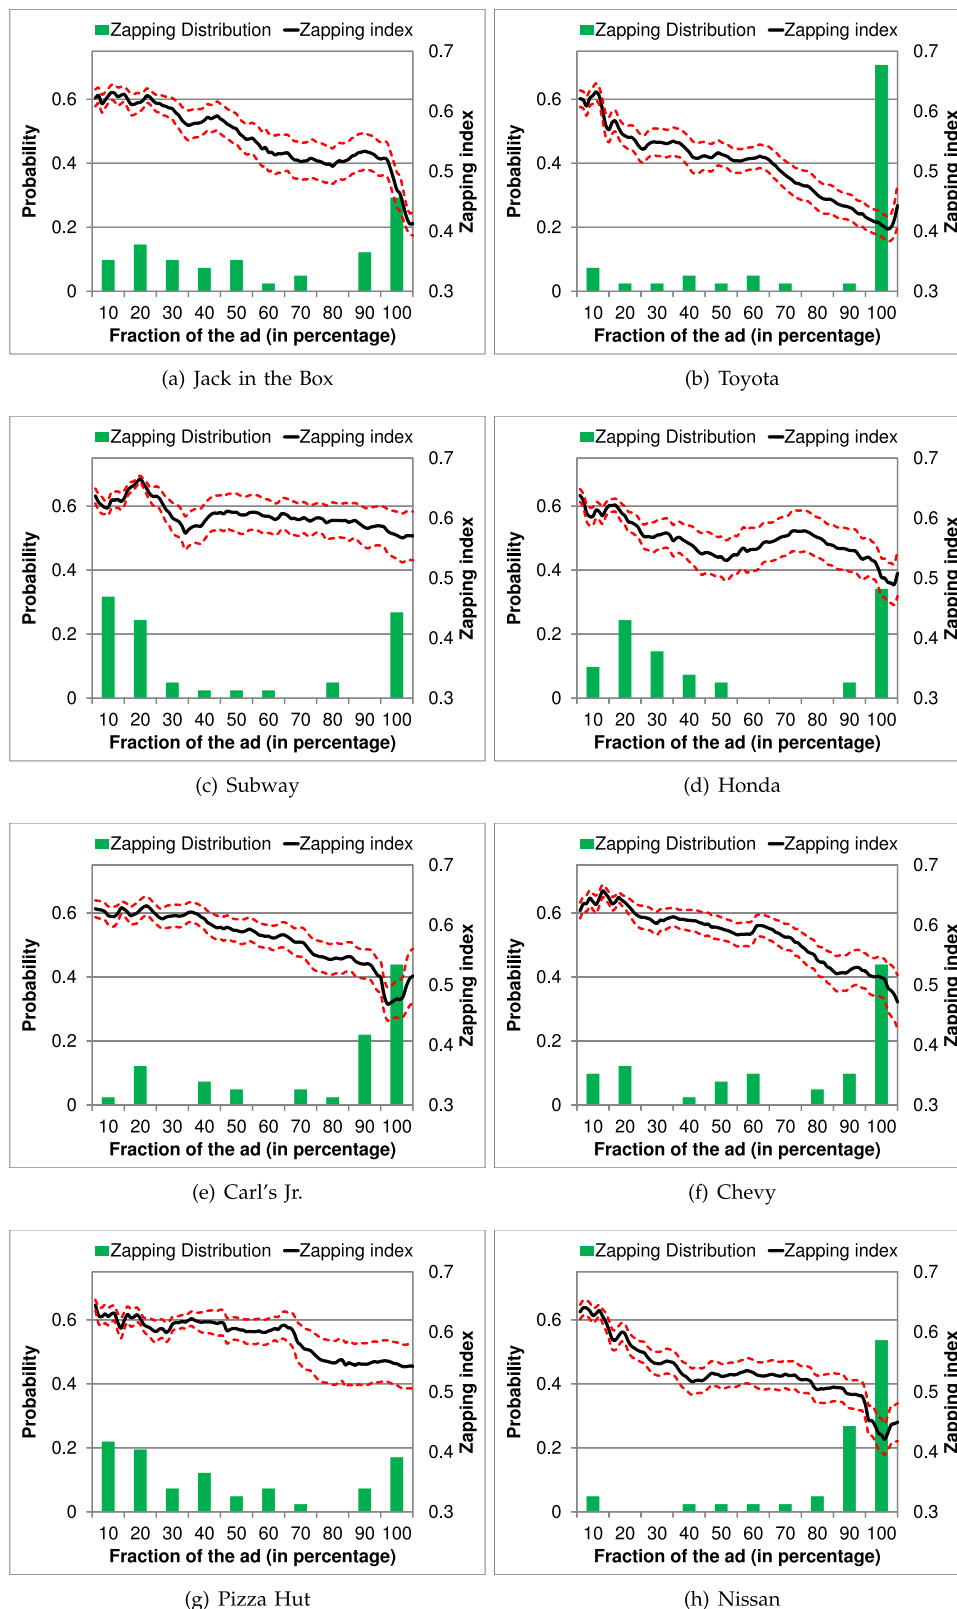 Zapping Distribution Zapping index
Zapping Distribution Zapping index
0.7
0.6
0.6
0.5
0.4
0.4
0.2
0.3
0
Probability
Zapping index
10 20 30 40 50 60 70 80 90 100
Fraction of the ad (in percentage)
0.7
0.6
0.6
0.5
0.4
0.4
0.2
0.3
0
Probability
Zapping index
10 20 30 40 50 60 70 80 90 100
Fraction of the ad (in percentage)
(a) Jack in the Box
(b) Toyota
Zapping Distribution Zapping index
Zapping Distribution Zapping index
0.7
0.6
0.6
0.5
0.4
0.4
0.2
0.3
0
Probability
Zapping index
10 20 30 40 50 60 70 80 90 100
Fraction of the ad (in percentage)
0.7
0.6
0.6
0.5
0.4
0.4
0.2
0.3
0
Probability
Zapping index
10 20 30 40 50 60 70 80 90 100
Fraction of the ad (in percentage)
(c) Subway
(d) Honda
Zapping Distribution Zapping index
Zapping Distribution Zapping index
0.7
0.6
0.6
0.5
0.4
0.4
0.2
0.3
0
Probability
Zapping index
10 20 30 40 50 60 70 80 90 100
Fraction of the ad (in percentage)
0.7
0.6
0.6
0.5
0.4
0.4
0.2
0.3
0
Probability
Zapping index
10 20 30 40 50 60 70 80 90 100
Fraction of the ad (in percentage)
(e) Carl's Jr.
(f) Chevy
Zapping Distribution Zapping index
Zapping Distribution Zapping index
0.7
0.6
0.6
0.5
0.4
0.4
0.2
0.3
0
Probability
Zapping index
10 20 30 40 50 60 70 80 90 100
Fraction of the ad (in percentage)
0.7
0.6
0.6
0.5
0.4
0.4
0.2
0.3
0
Probability
Zapping index
10 20 30 40 50 60 70 80 90 100
Fraction of the ad (in percentage)
(g) Pizza Hut
(h) Nissan